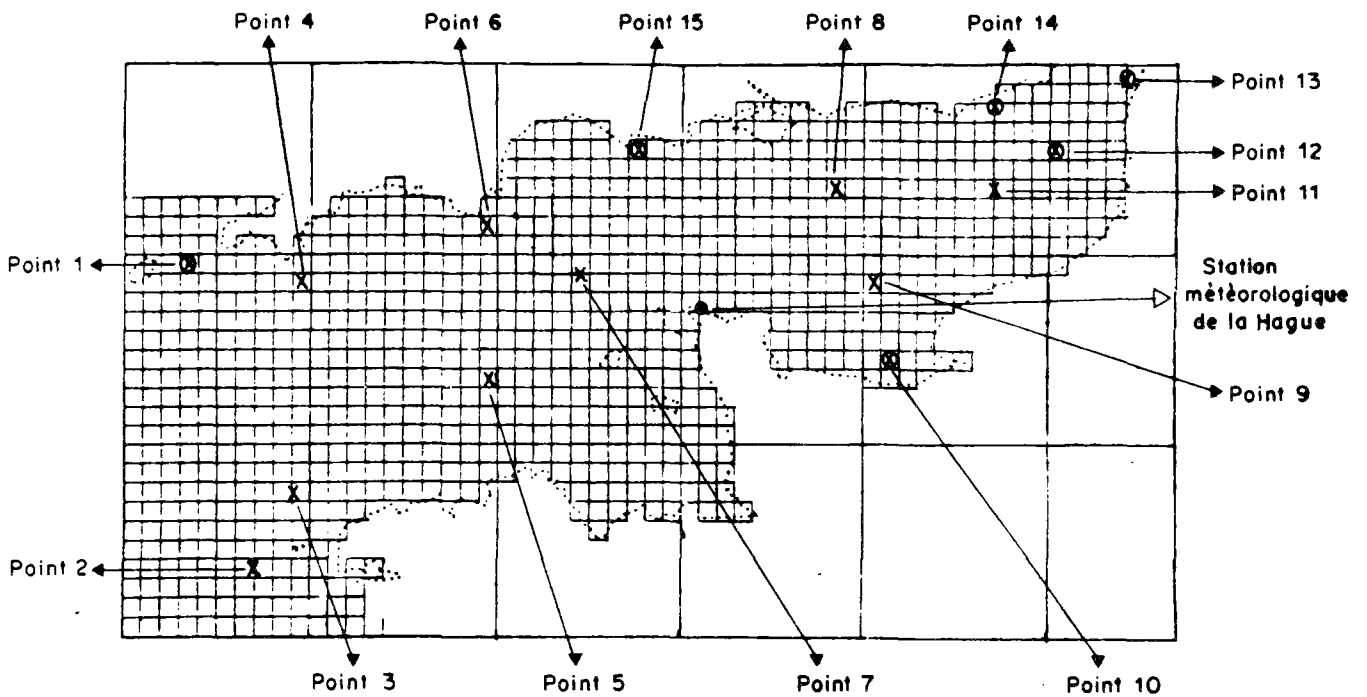 Point 4
Point 6
Point 15
Point 8
Point 14
Point 13
Point 12
Point 11
Point 1
Station
météorologique
de la Hague
Point 9
Point 2
Point 3
Point 5
Point 7
Point 10